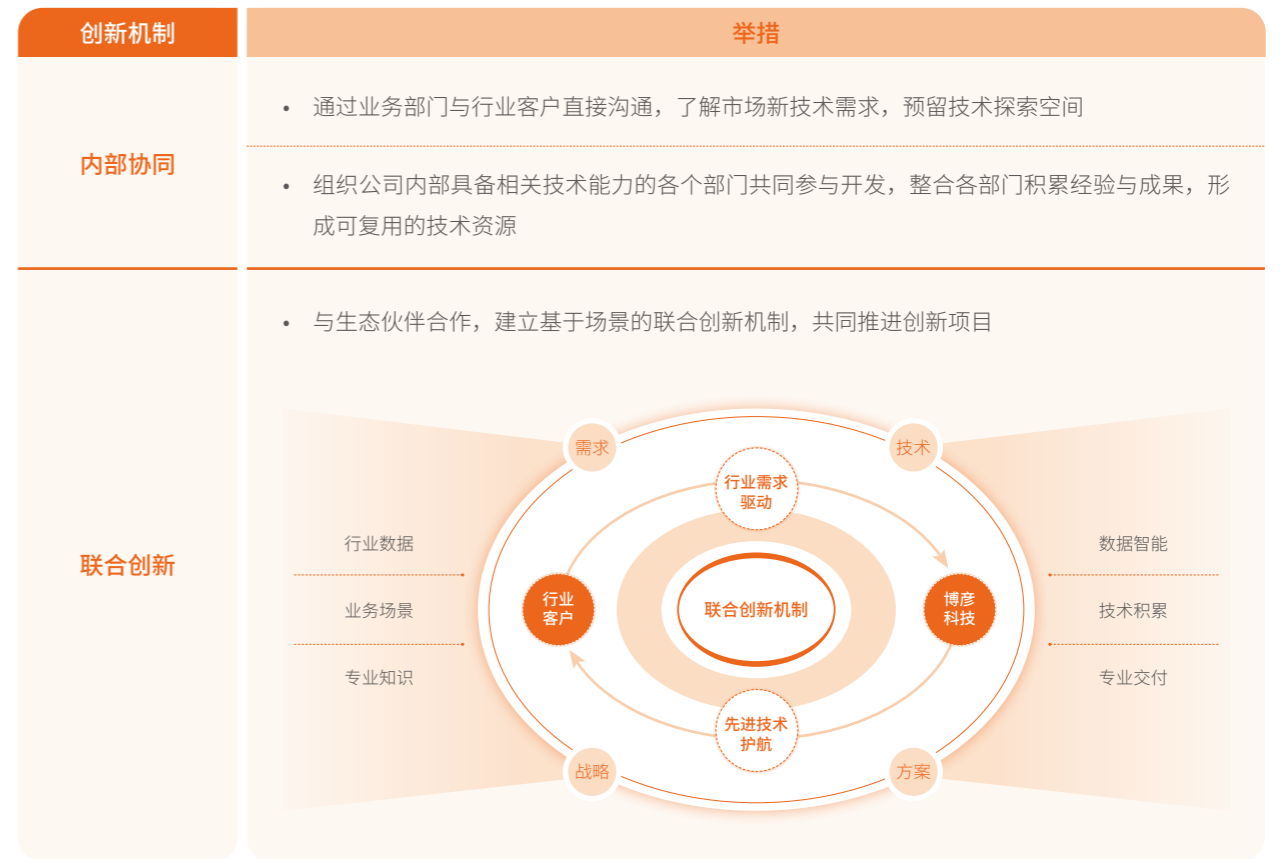 创新机制
举措
内部协同
• 通过业务部门与行业客户直接沟通，了解市场新技术需求，预留技术探索空间
• 组织公司内部具备相关技术能力的各个部门共同参与开发，整合各部门积累经验与成果，形
成可复用的技术资源
联合创新
• 与生态伙伴合作，建立基于场景的联合创新机制，共同推进创新项目
需求
技术
行业需求
驱动
行业数据
业务场景
专业知识
行业
客户
联合创新机制
博彦
科技
数据智能
技术积累
专业交付
先进技术
护航
战略
方案